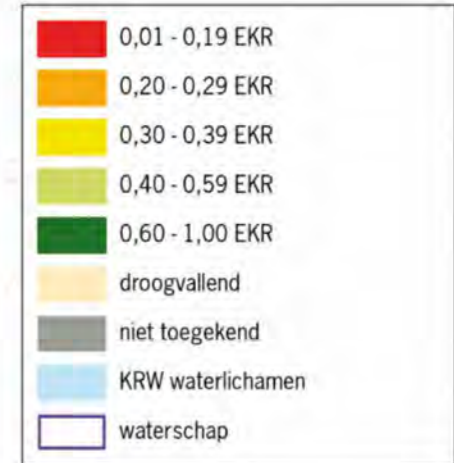 0,01 - 0,19 EKR
0,20 - 0,29 EKR
0,30 - 0,39 EKR
0,40 - 0,59 EKR
0,60 - 1,00 EKR
droogvallend
niet toegekend
KRW waterlichamen
waterschap